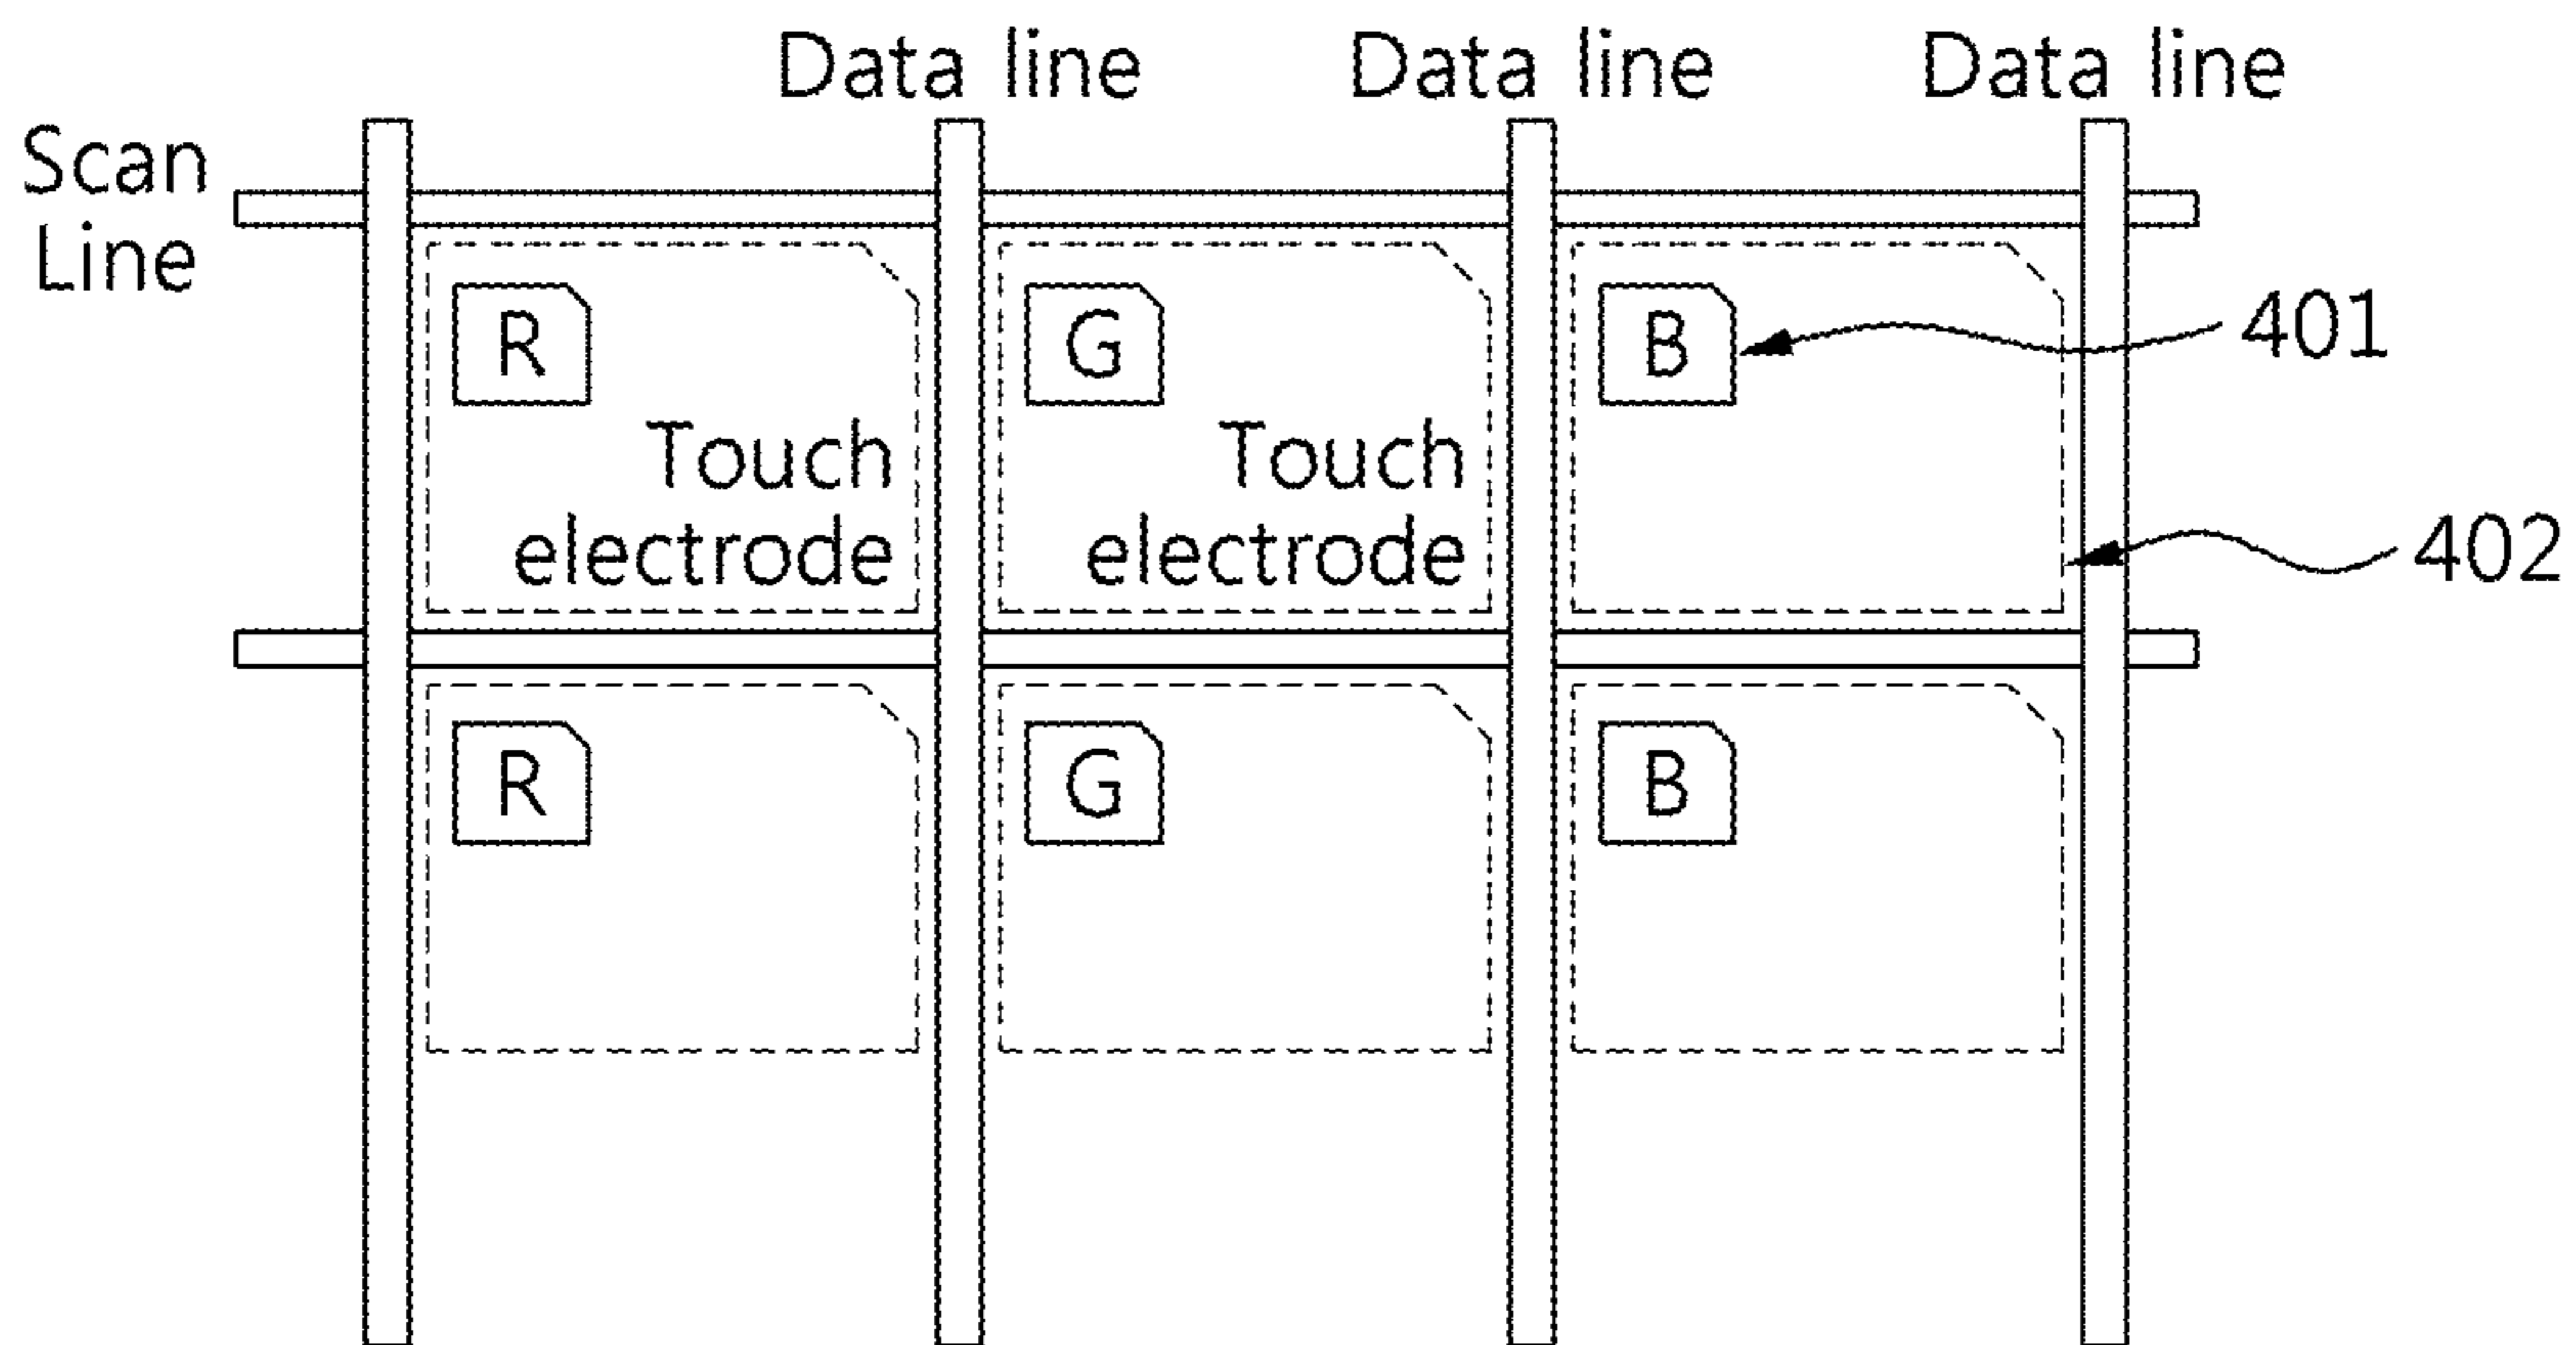 Data line
Data line
Data line
Scan
Line
R
G
B
401
Touch
electrode
Touch
electrode
402
R
G
B